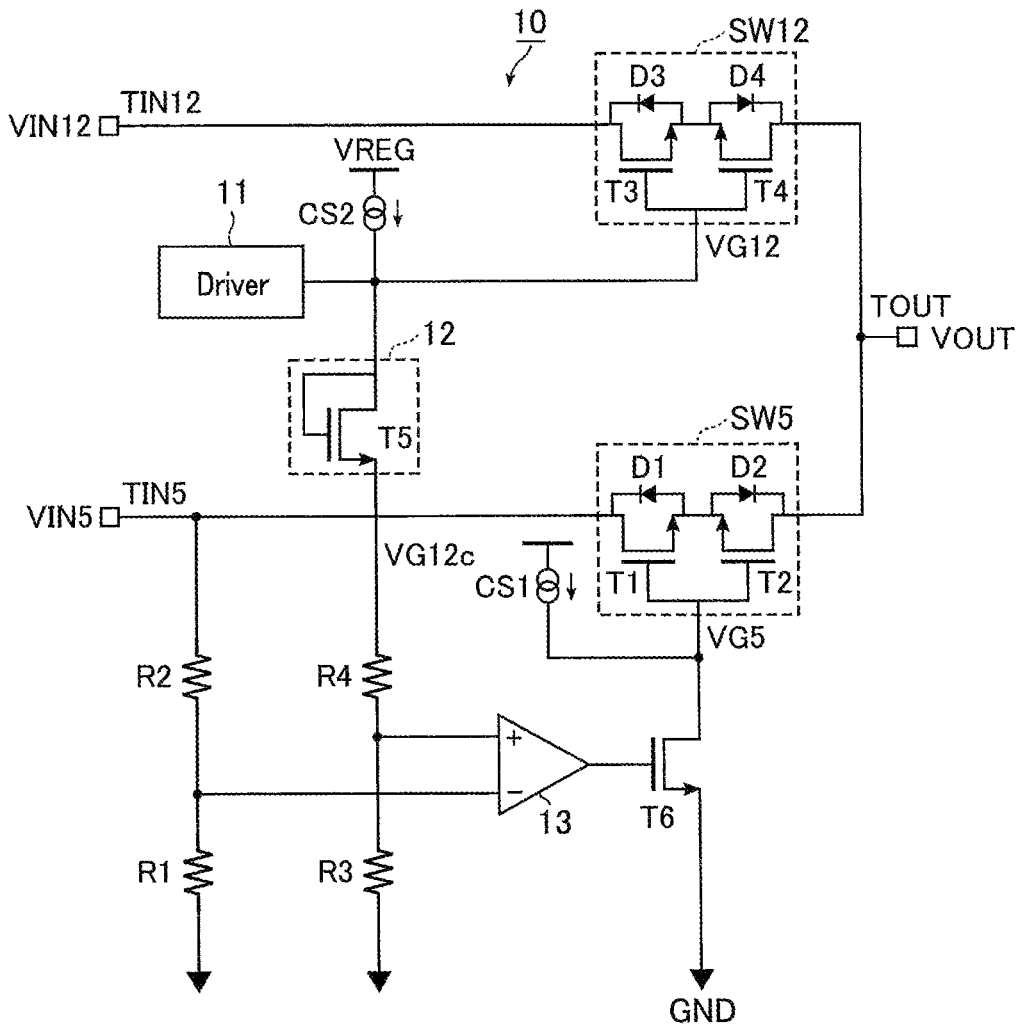 10
SW12
D3 D4
TIN12
VIN12
VREG
T3 T4
11
CS2
VG12
Driver
TOUT
VOUT
12
SW5
T5
D1 D2
TIN5
VIN5
VG12c
CS1
T1 T2
VG5
R2 R4
+
−
13
T6
R1 R3
GND